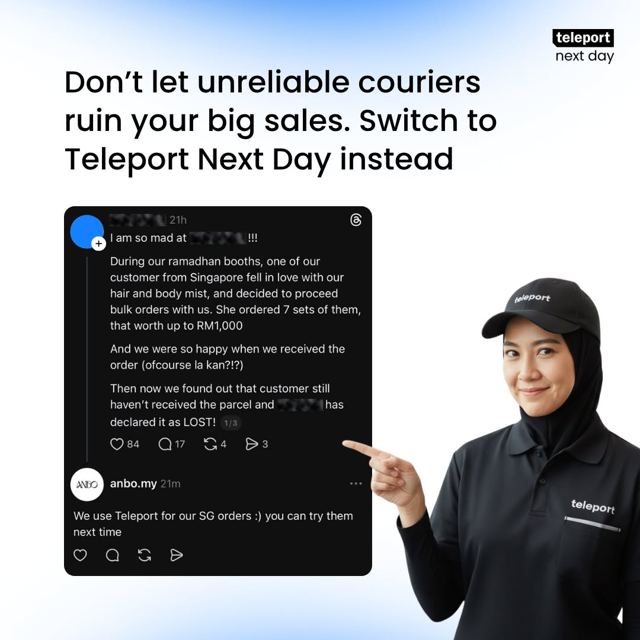 teleport
next day
Don't let unreliable couriers
ruin your big sales. Switch to
Teleport Next Day instead
21h
I am so mad at !!!
During our ramadhan booths, one of our
customer from Singapore fell in love with our
hair and body mist, and decided to proceed
bulk orders with us. She ordered 7 sets of them,
that worth up to RM1,000
And we were so happy when we received the
order (ofcourse la kan?!?)
Then now we found out that customer still
haven't received the parcel and has
declared it as LOST! 1/3
84 17 4 3
ANBO anbo.my 21m
We use Teleport for our SG orders :) you can try them
next time
teleport
teleport